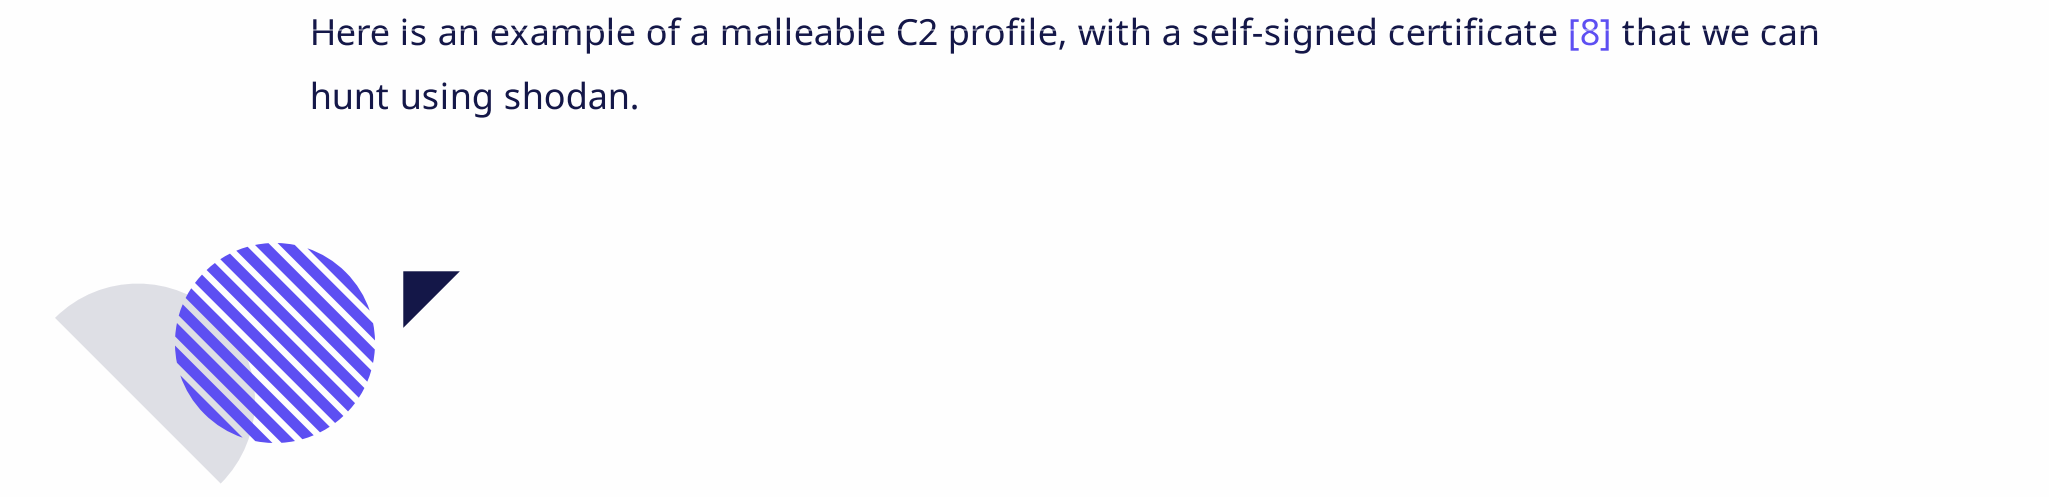 Here is an example of a malleable C2 profile, with a self-signed certificate [8] that we can
hunt using shodan.